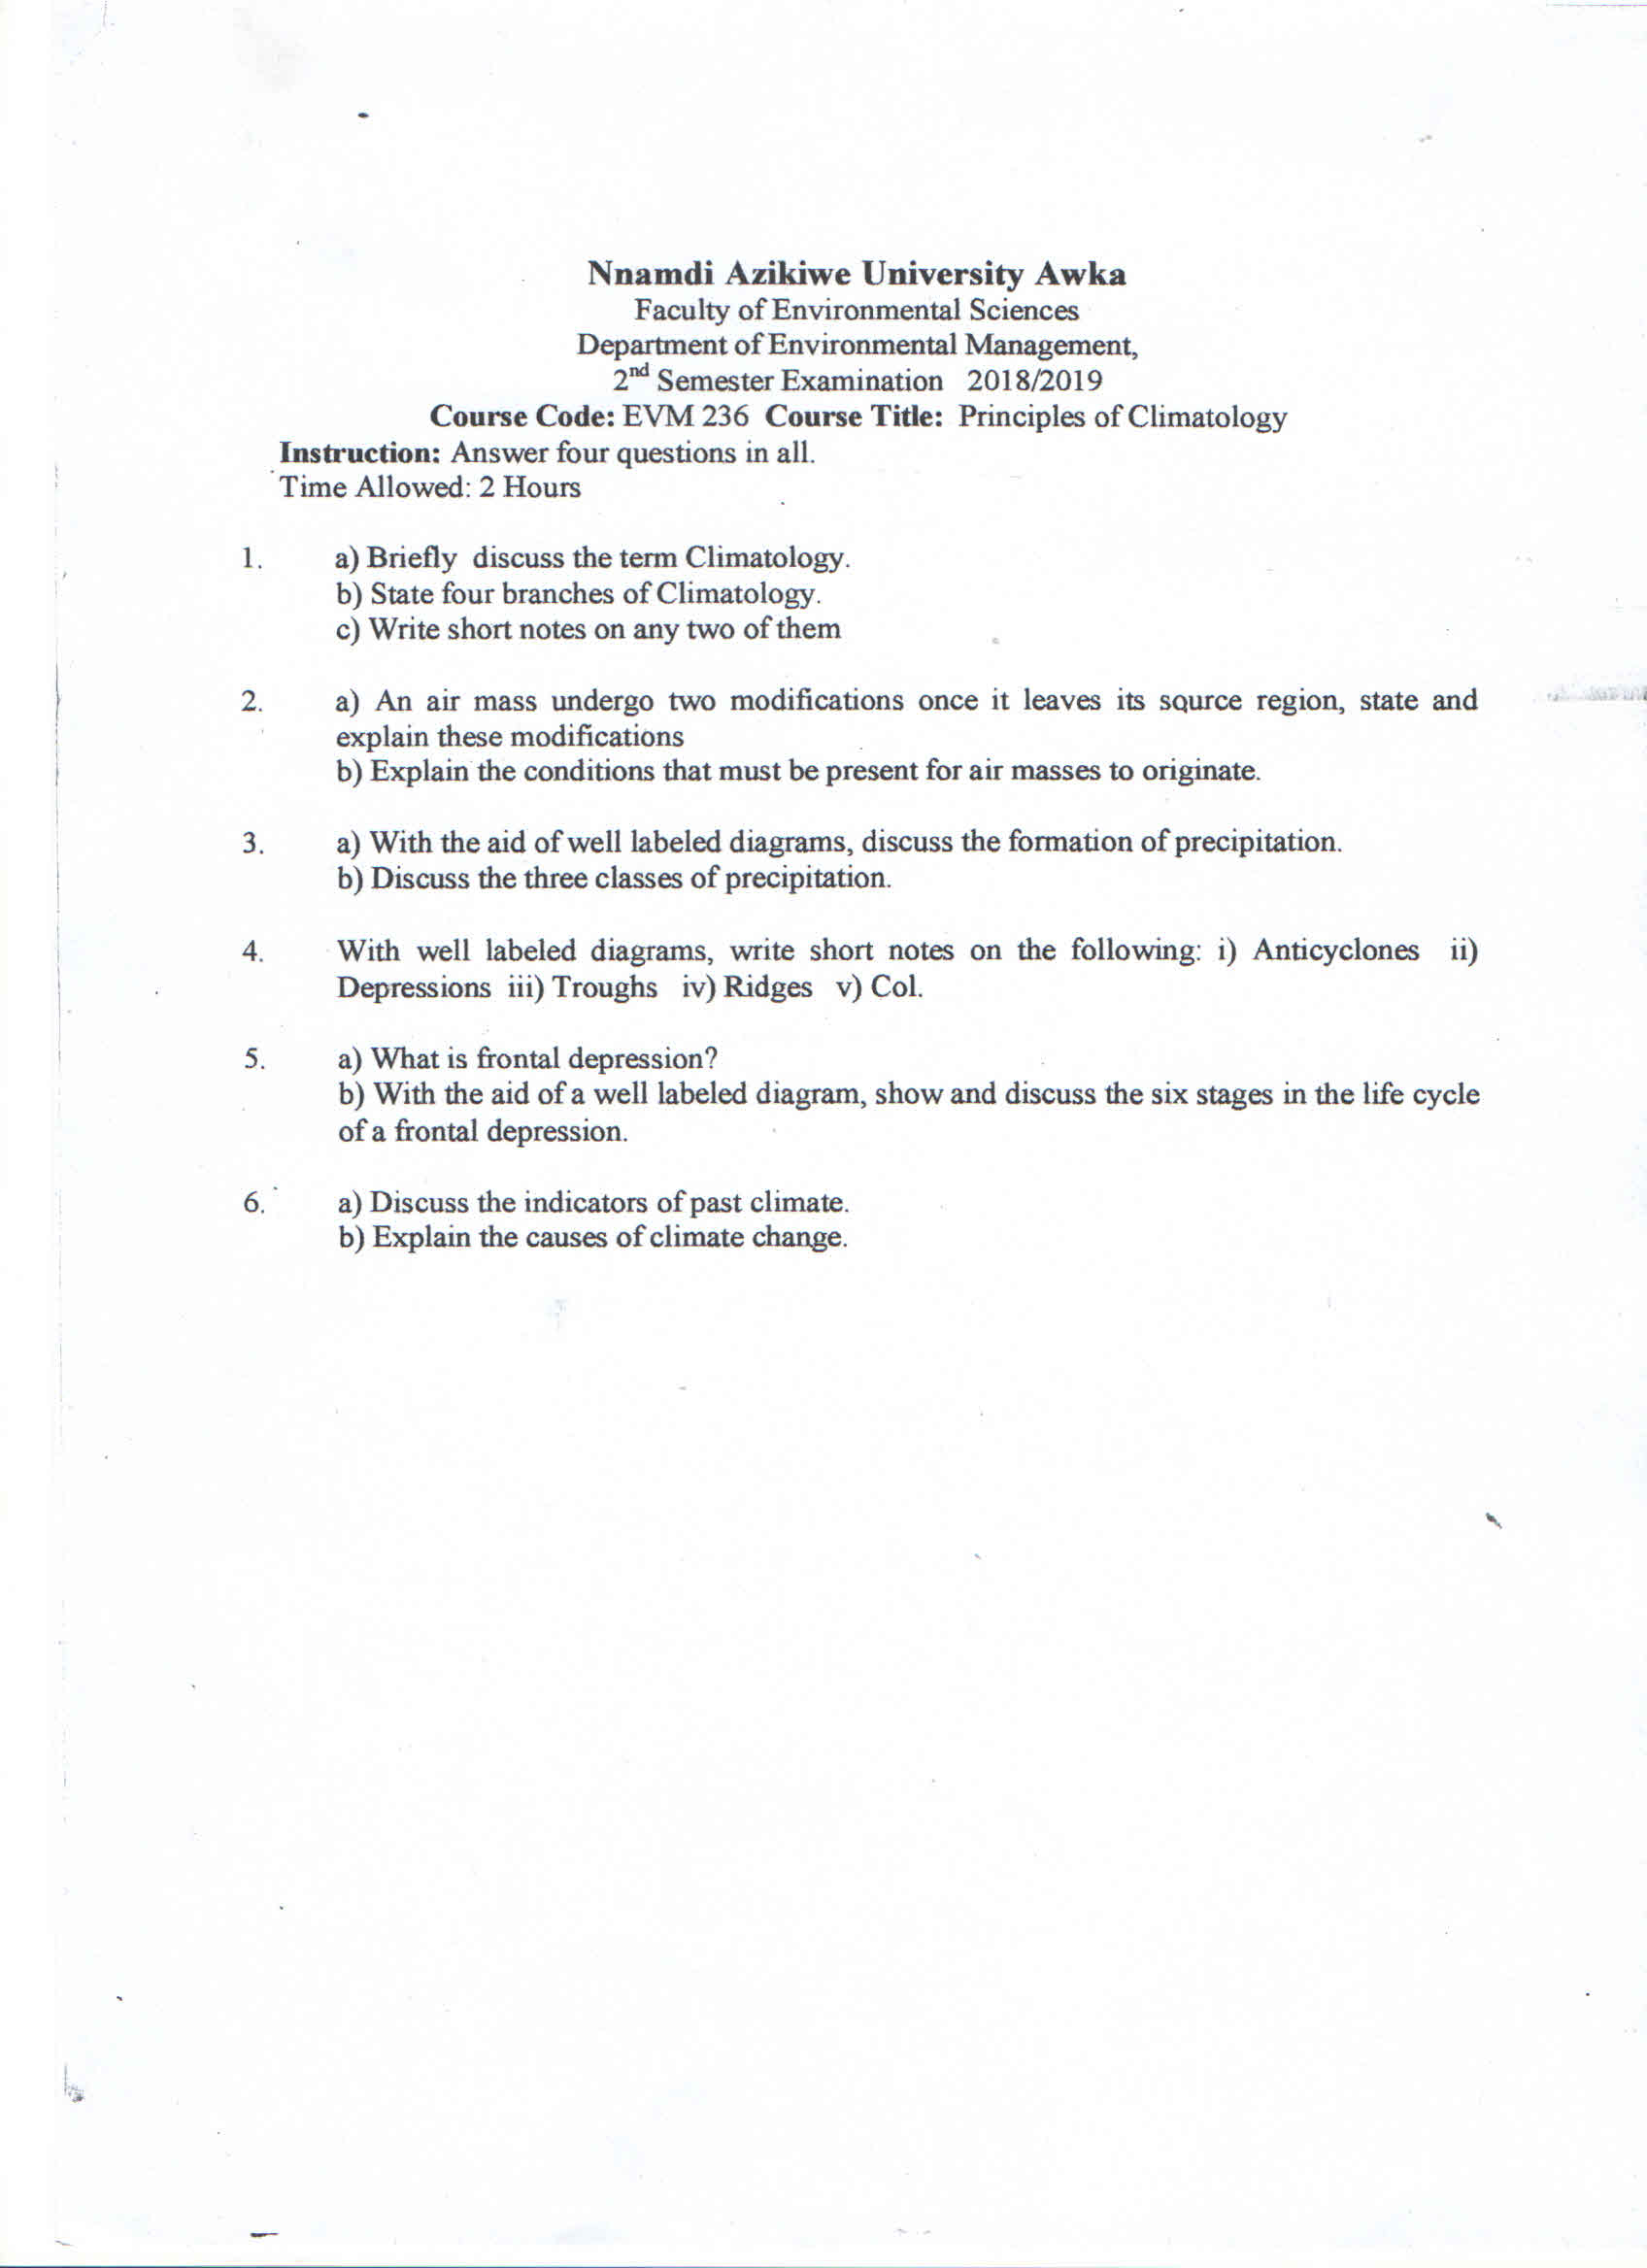 Nnamdi Azikiwe University Awka
Faculty of Environmental Sciences
Department of Environmental Management,
2nd Semester Examination 2018/2019
Course Code: EVM 236 Course Title: Principles of Climatology
Instruction: Answer four questions in all.
Time Allowed: 2 Hours
1. a) Briefly discuss the term Climatology.
b) State four branches of Climatology.
c) Write short notes on any two of them
2. a) An air mass undergo two modifications once it leaves its source region, state and
explain these modifications
b) Explain the conditions that must be present for air masses to originate.
3. a) With the aid of well labeled diagrams, discuss the formation of precipitation.
b) Discuss the three classes of precipitation.
4. With well labeled diagrams, write short notes on the following: i) Anticyclones ii)
Depressions iii) Troughs iv) Ridges v) Col.
5. a) What is frontal depression?
b) With the aid of a well labeled diagram, show and discuss the six stages in the life cycle
of a frontal depression.
6. a) Discuss the indicators of past climate.
b) Explain the causes of climate change.